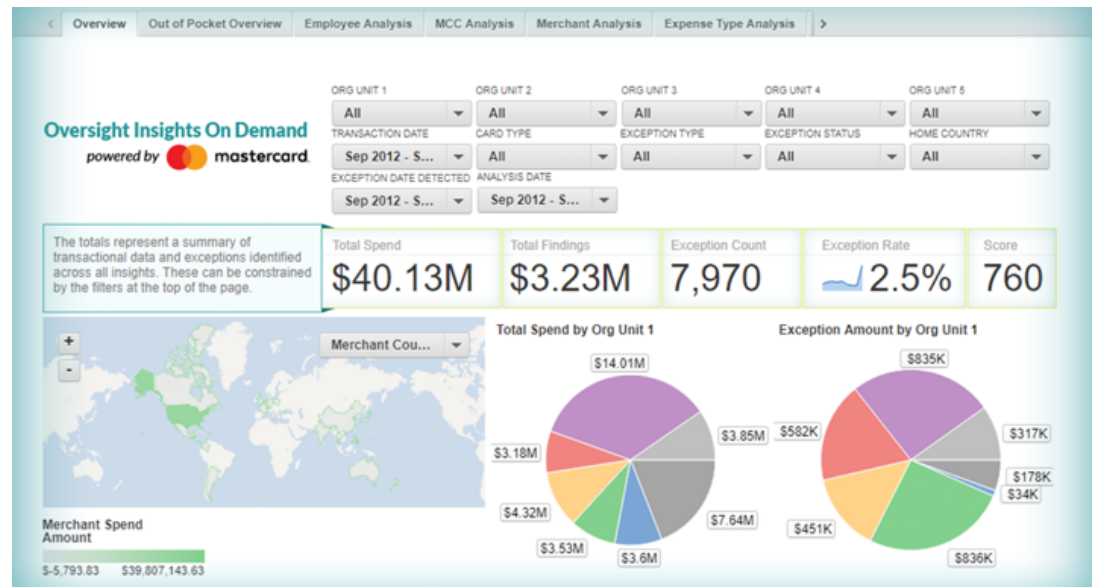 Overview
Out of Pocket Overview
Employee Analysis
MCC Analysis
Merchant Analysis
Expense Type Analysis
ORG UNIT 1
ORG UNIT 2
ORG UNIT 3
ORG UNIT 4
ORG UNIT 5
All
All
All
All
All
Oversight Insights On Demand
powered by mastercard.
TRANSACTION DATE
CARD TYPE
EXCEPTION TYPE
EXCEPTION STATUS
HOME COUNTRY
Sep 2012 - S...
All
All
All
All
EXCEPTION DATE DETECTED
ANALYSIS DATE
Sep 2012 - S...
Sep 2012 - S...
The totals represent a summary of
transactional data and exceptions identified
across all insights. These can be constrained
by the filters at the top of the page.
Total Spend
$40.13M
Total Findings
$3.23M
Exception Count
7,970
Exception Rate
2.5%
Score
760
+
-
Merchant Cou...
Merchant Spend
Amount
$-5,793.83
$39,807,143.63
Total Spend by Org Unit 1
$14.01M
$3.85M
$3.18M
$4.32M
$7.64M
$3.53M
$3.6M
Exception Amount by Org Unit 1
$835K
$582K
$317K
$178K
$34K
$451K
$836K